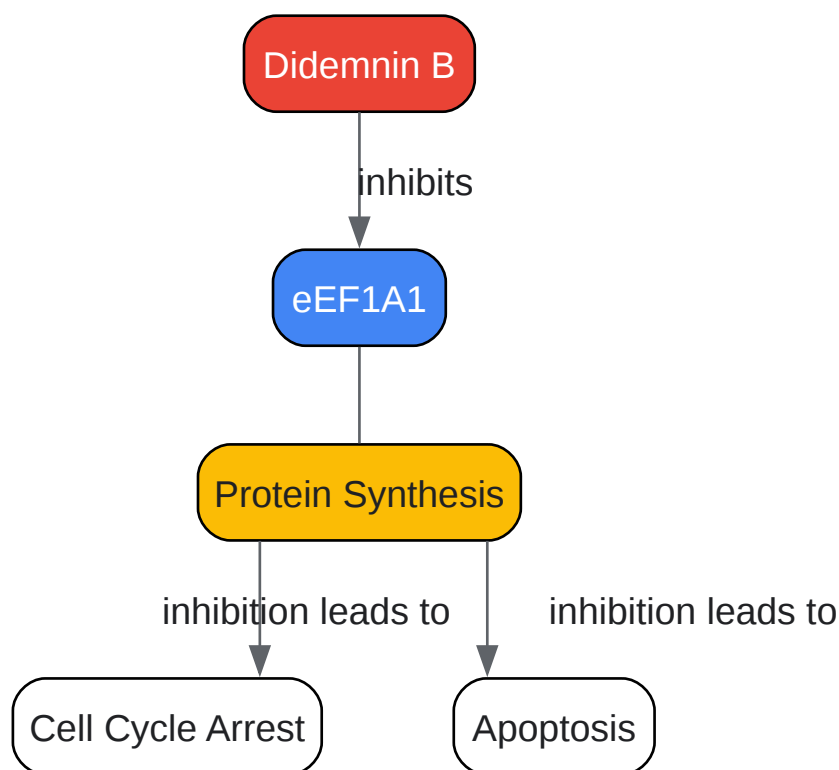 Didemnin B
inhibits
eEF1A1
Protein Synthesis
inhibition leads to
inhibition leads to
Cell Cycle Arrest
Apoptosis